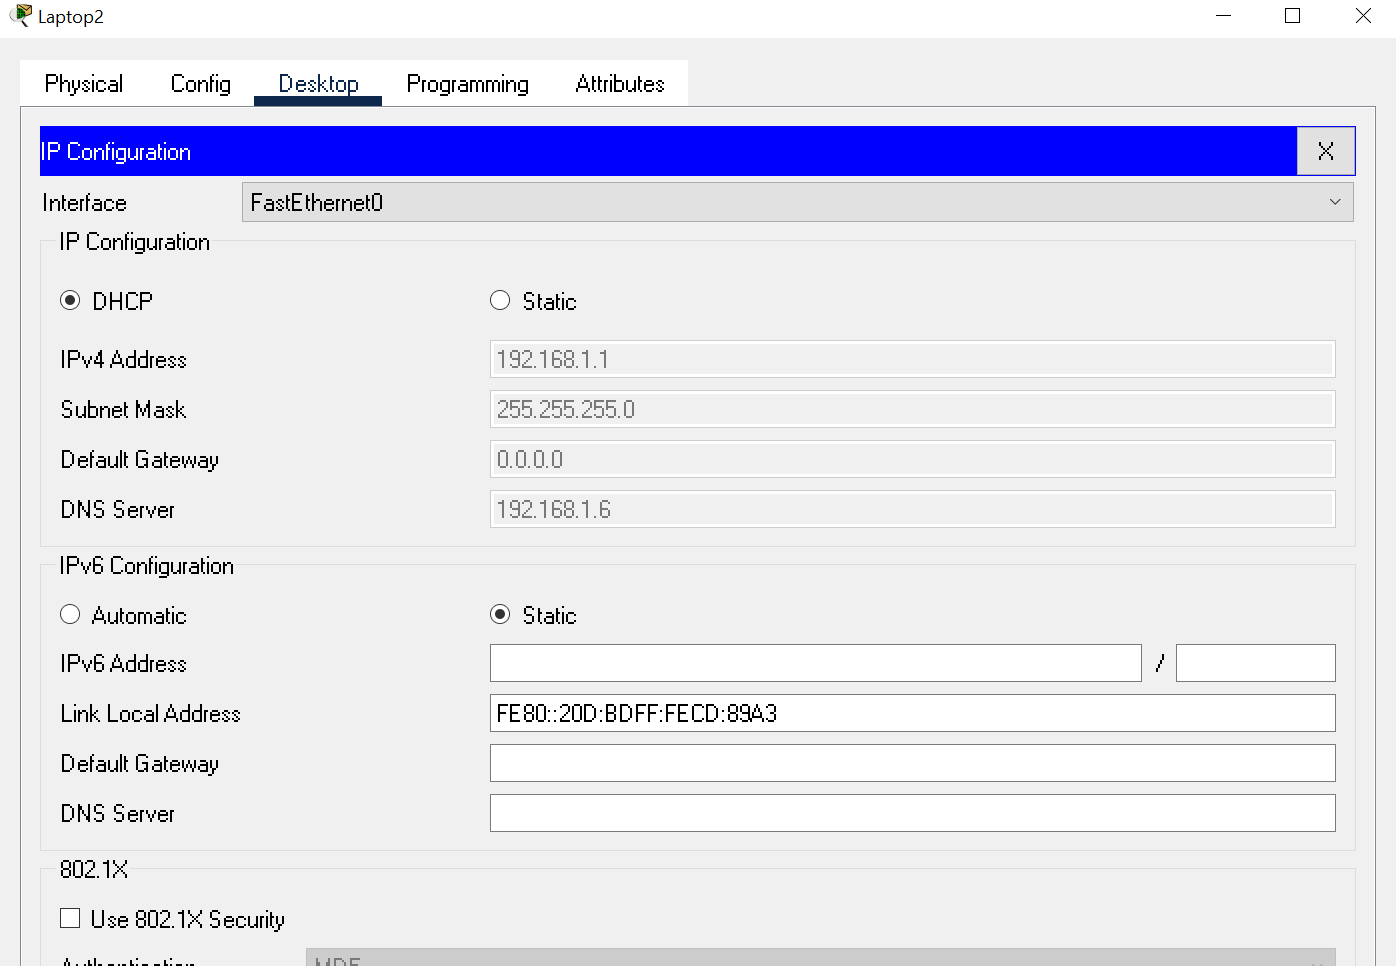 Laptop2
Physical Config Desktop Programming Attributes
IP Configuration X
Interface FastEthernet0
IP Configuration
DHCP Static
IPv4 Address 192.168.1.1
Subnet Mask 255.255.255.0
Default Gateway 0.0.0.0
DNS Server 192.168.1.6
IPv6 Configuration
Automatic Static
IPv6 Address /
Link Local Address FE80::20D:BDFF:FECD:89A3
Default Gateway
DNS Server
802.1X
Use 802.1X Security
Authentication MD5